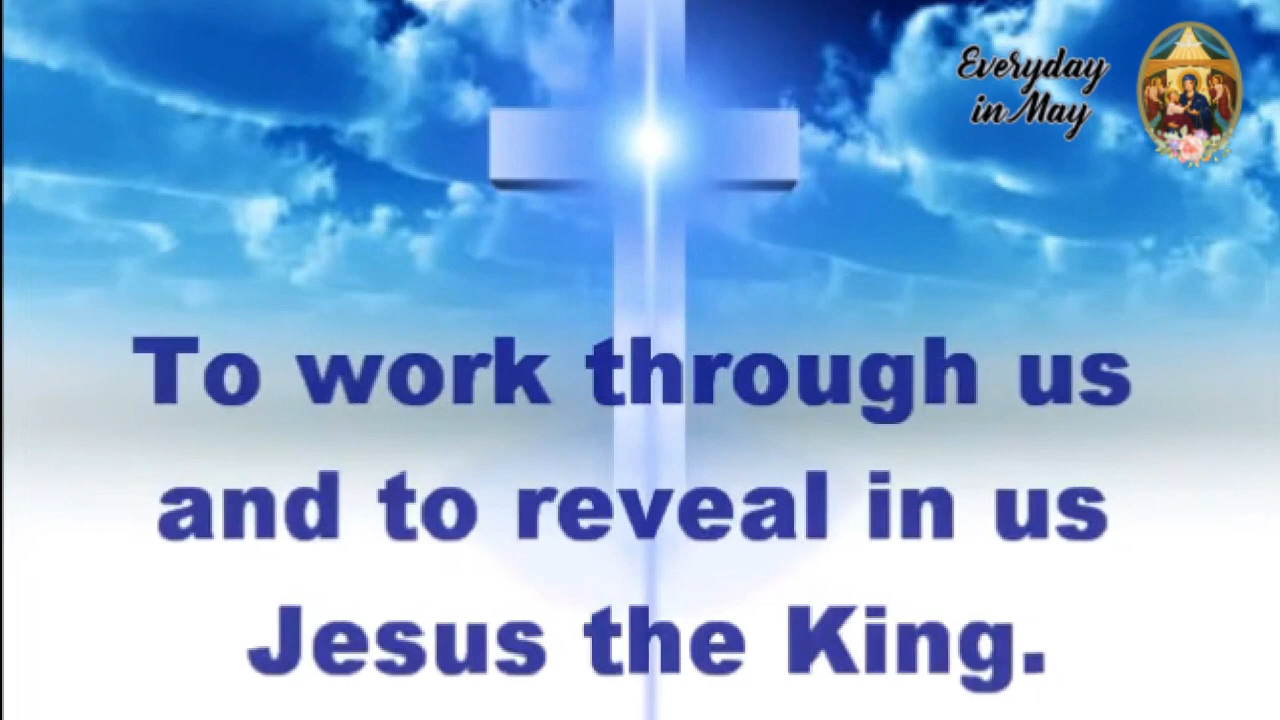 Everyday
in May
To work through us
and to reveal in us
Jesus the King.